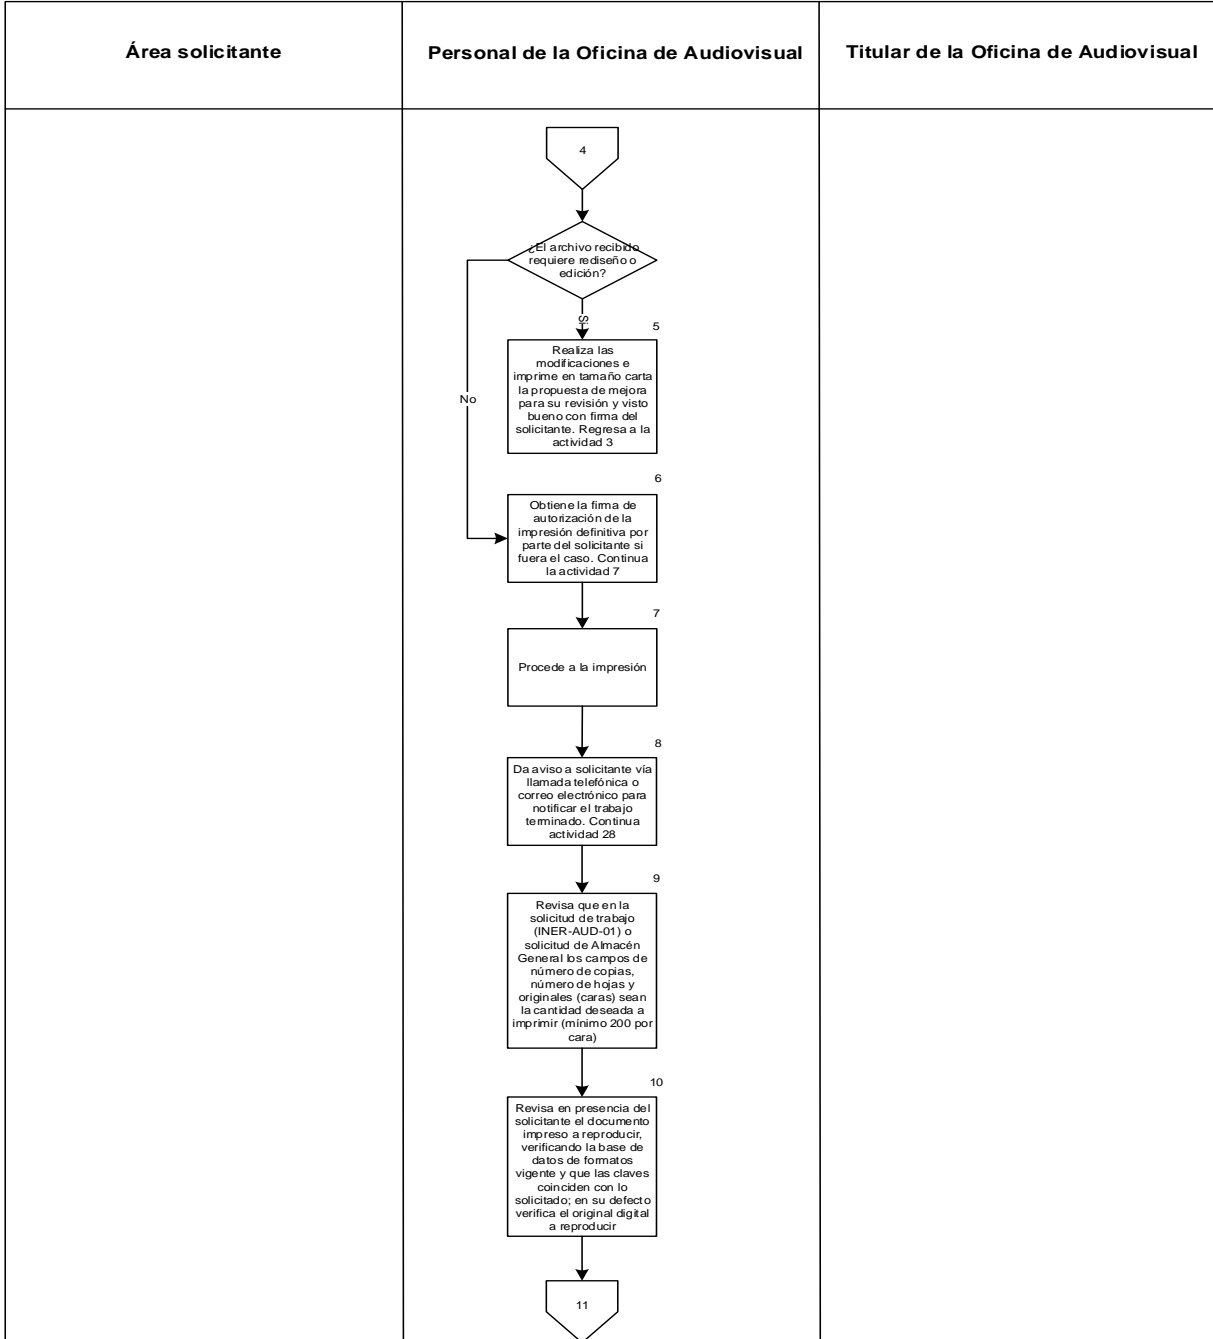 Área solicitante
Personal de la Oficina de Audiovisual
Titular de la Oficina de Audiovisual
4
¿El archivo recibido
requiere rediseño o
edición?
Si
No
5
Realiza las
modificaciones e
imprime en tamaño carta
la propuesta de mejora
para su revisión y visto
bueno con firma del
solicitante. Regresa a la
actividad 3
6
Obtiene la firma de
autorización de la
impresión definitiva por
parte del solicitante si
fuera el caso. Continua
la actividad 7
7
Procede a la impresión
8
Da aviso a solicitante vía
llamada telefónica o
correo electrónico para
notificar el trabajo
terminado. Continua
actividad 28
9
Revisa que en la
solicitud de trabajo
(INER-AUD-01) o
solicitud de Almacén
General los campos de
número de copias,
número de hojas y
originales (caras) sean
la cantidad deseada a
imprimir (mínimo 200 por
cara)
10
Revisa en presencia del
solicitante el documento
impreso a reproducir,
verificando la base de
datos de formatos
vigente y que las claves
coinciden con lo
solicitado; en su defecto
verifica el original digital
a reproducir
11